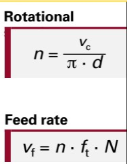 Rotational
n = v_c / π · d
Feed rate
v_f = n · f_t · N